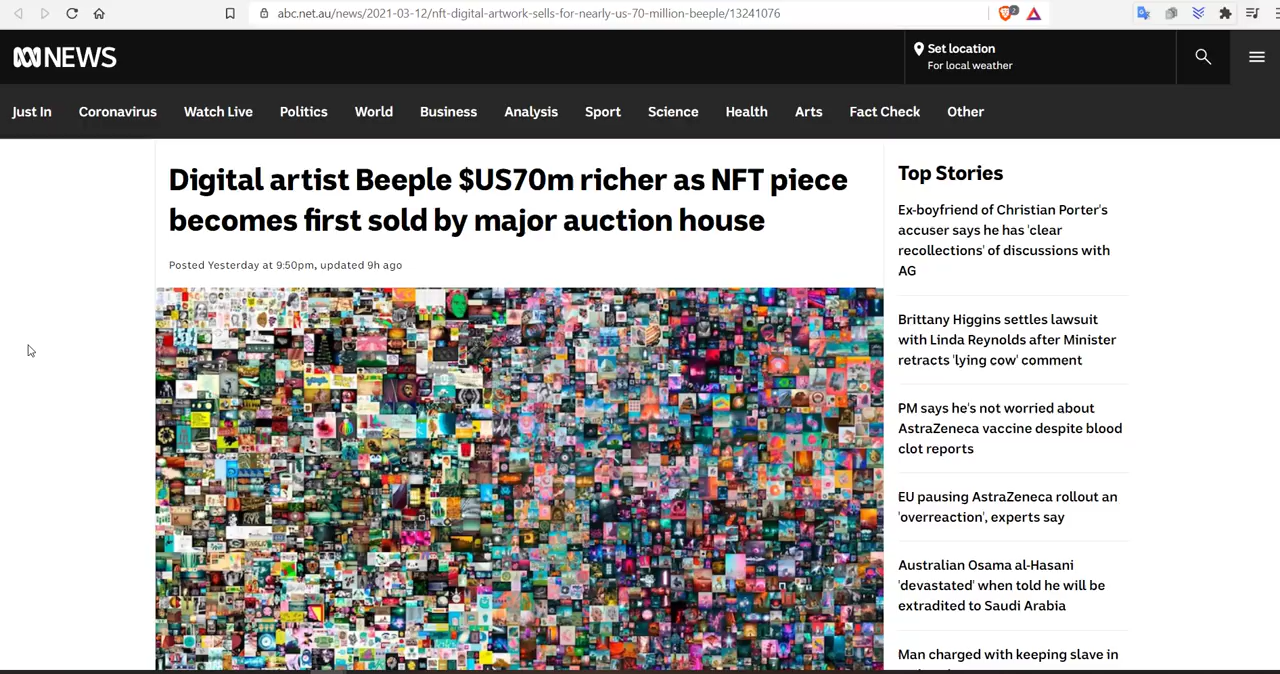 abc.net.au/news/2021-03-12/nft-digital-artwork-sells-for-nearly-us-70-million-beeple/13241076
2
NEWS
Set location
For local weather
Just In
Coronavirus
Watch Live
Politics
World
Business
Analysis
Sport
Science
Health
Arts
Fact Check
Other
Digital artist Beeple $US70m richer as NFT piece
becomes first sold by major auction house
Posted Yesterday at 9:50pm, updated 9h ago
Top Stories
Ex-boyfriend of Christian Porter's
accuser says he has 'clear
recollections' of discussions with
AG
Brittany Higgins settles lawsuit
with Linda Reynolds after Minister
retracts 'lying cow' comment
PM says he's not worried about
AstraZeneca vaccine despite blood
clot reports
EU pausing AstraZeneca rollout an
'overreaction', experts say
Australian Osama al-Hasani
'devastated' when told he will be
extradited to Saudi Arabia
Man charged with keeping slave in